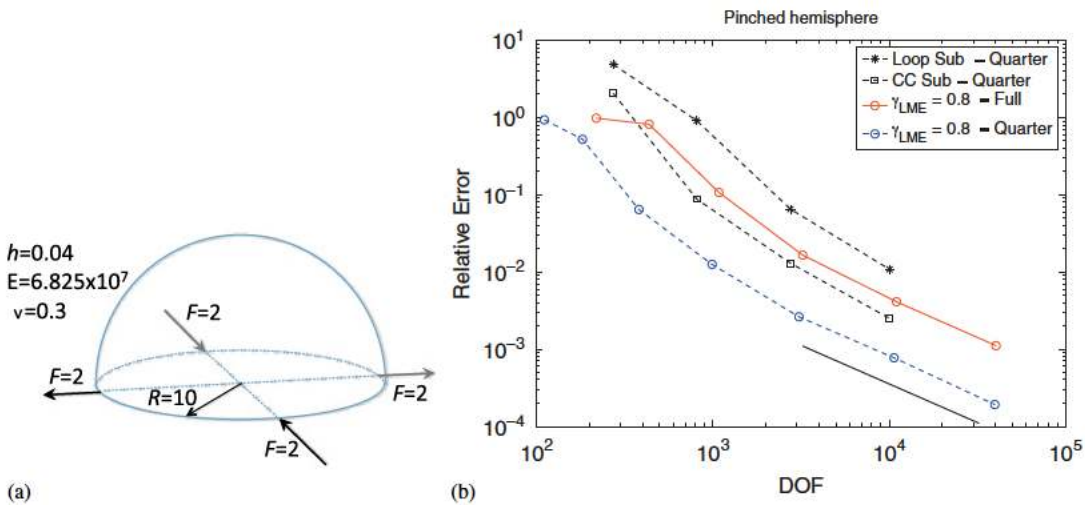 h=0.04
E=6.825x10⁷
ν=0.3
F=2
F=2
F=2
R=10
F=2
(a)
(b)
Pinched hemisphere
Relative Error
10¹
10⁰
10⁻¹
10⁻²
10⁻³
10⁻⁴
Loop Sub – Quarter
CC Sub – Quarter
γLME = 0.8 – Full
γLME = 0.8 – Quarter
10² 10³ 10⁴ 10⁵
DOF